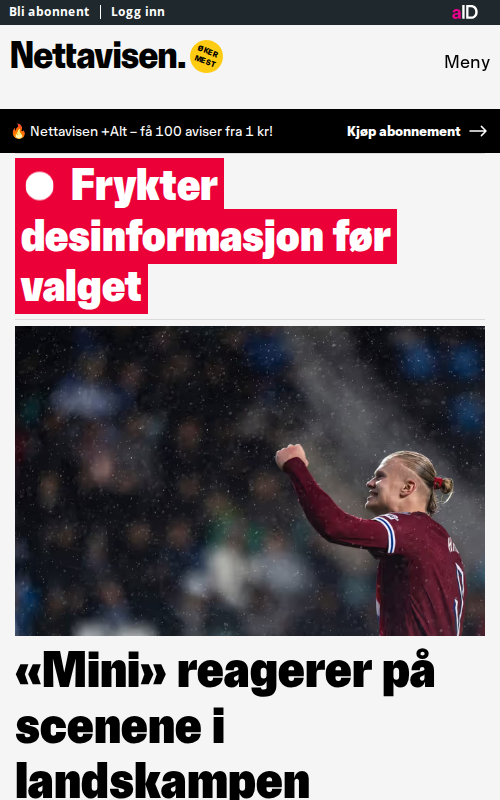 Bli abonnent
Logg inn
aID
Nettavisen.
ØKER
MEST
Meny
Nettavisen +Alt – få 100 aviser fra 1 kr!
Kjøp abonnement
Frykter
desinformasjon før
valget
«Mini» reagerer på
scenene i
landskampen